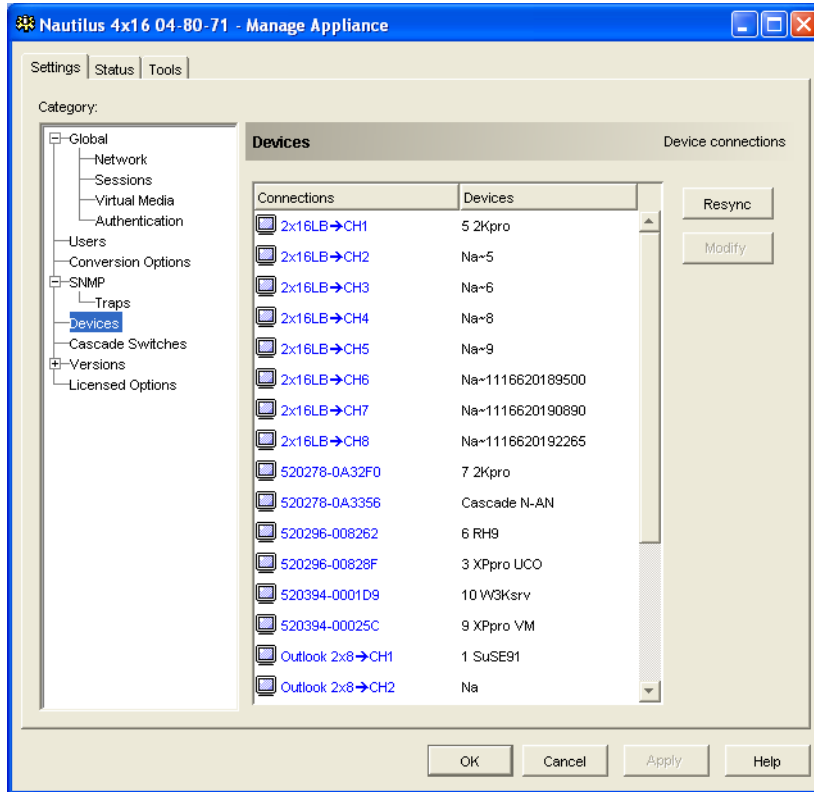 Nautilus 4x16 04-80-71 - Manage Appliance
Settings Status Tools
Category:
Global
Network
Sessions
Virtual Media
Authentication
Users
Conversion Options
SNMP
Traps
Devices
Cascade Switches
Versions
Licensed Options
Devices Device connections
Connections Devices
2x16LB➔CH1 5 2Kpro
2x16LB➔CH2 Na~5
2x16LB➔CH3 Na~6
2x16LB➔CH4 Na~8
2x16LB➔CH5 Na~9
2x16LB➔CH6 Na~1116620189500
2x16LB➔CH7 Na~1116620190890
2x16LB➔CH8 Na~1116620192265
520278-0A32F0 7 2Kpro
520278-0A3356 Cascade N-AN
520296-008262 6 RH9
520296-00828F 3 XPpro UCO
520394-0001D9 10 W3Ksrv
520394-00025C 9 XPpro VM
Outlook 2x8➔CH1 1 SuSE91
Outlook 2x8➔CH2 Na
Resync
Modify
OK Cancel Apply Help